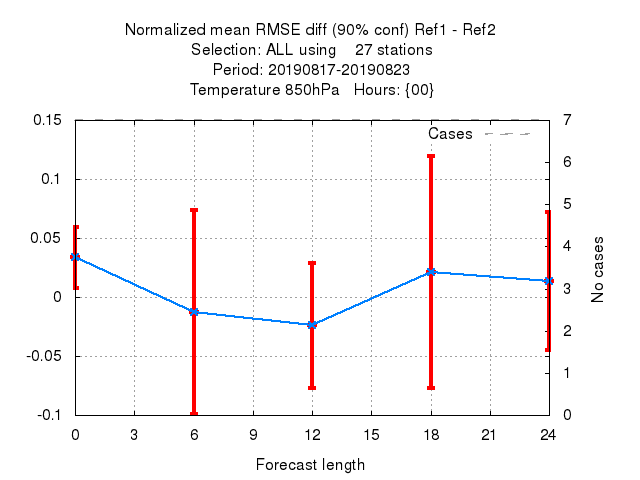 Normalized mean RMSE diff (90% conf) Ref1 - Ref2
Selection: ALL using 27 stations
Period: 20190817-20190823
Temperature 850hPa Hours: {00}
Cases
0.15
0.1
0.05
0
-0.05
-0.1
7
6
5
4
3
2
1
0
No cases
0 3 6 9 12 15 18 21 24
Forecast length